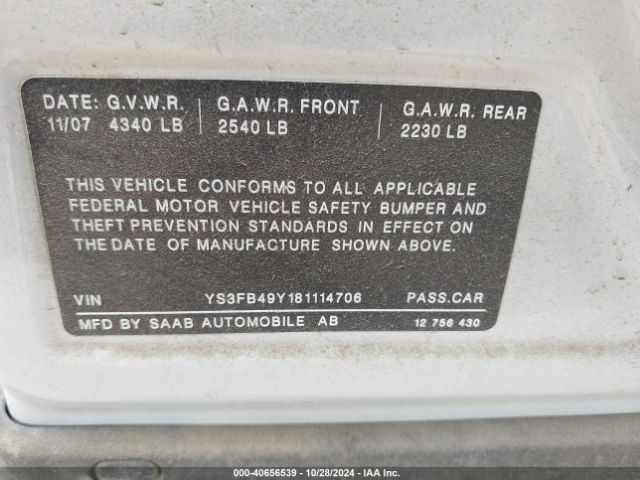 DATE: G.V.W.R. G.A.W.R. FRONT G.A.W.R. REAR
11/07 4340 LB 2540 LB 2230 LB
THIS VEHICLE CONFORMS TO ALL APPLICABLE
FEDERAL MOTOR VEHICLE SAFETY BUMPER AND
THEFT PREVENTION STANDARDS IN EFFECT ON
THE DATE OF MANUFACTURE SHOWN ABOVE.
VIN YS3FB49Y181114706 PASS.CAR
MFD BY SAAB AUTOMOBILE AB 12 756 430
000-40656539 | 10/28/2024 | IAA Inc.